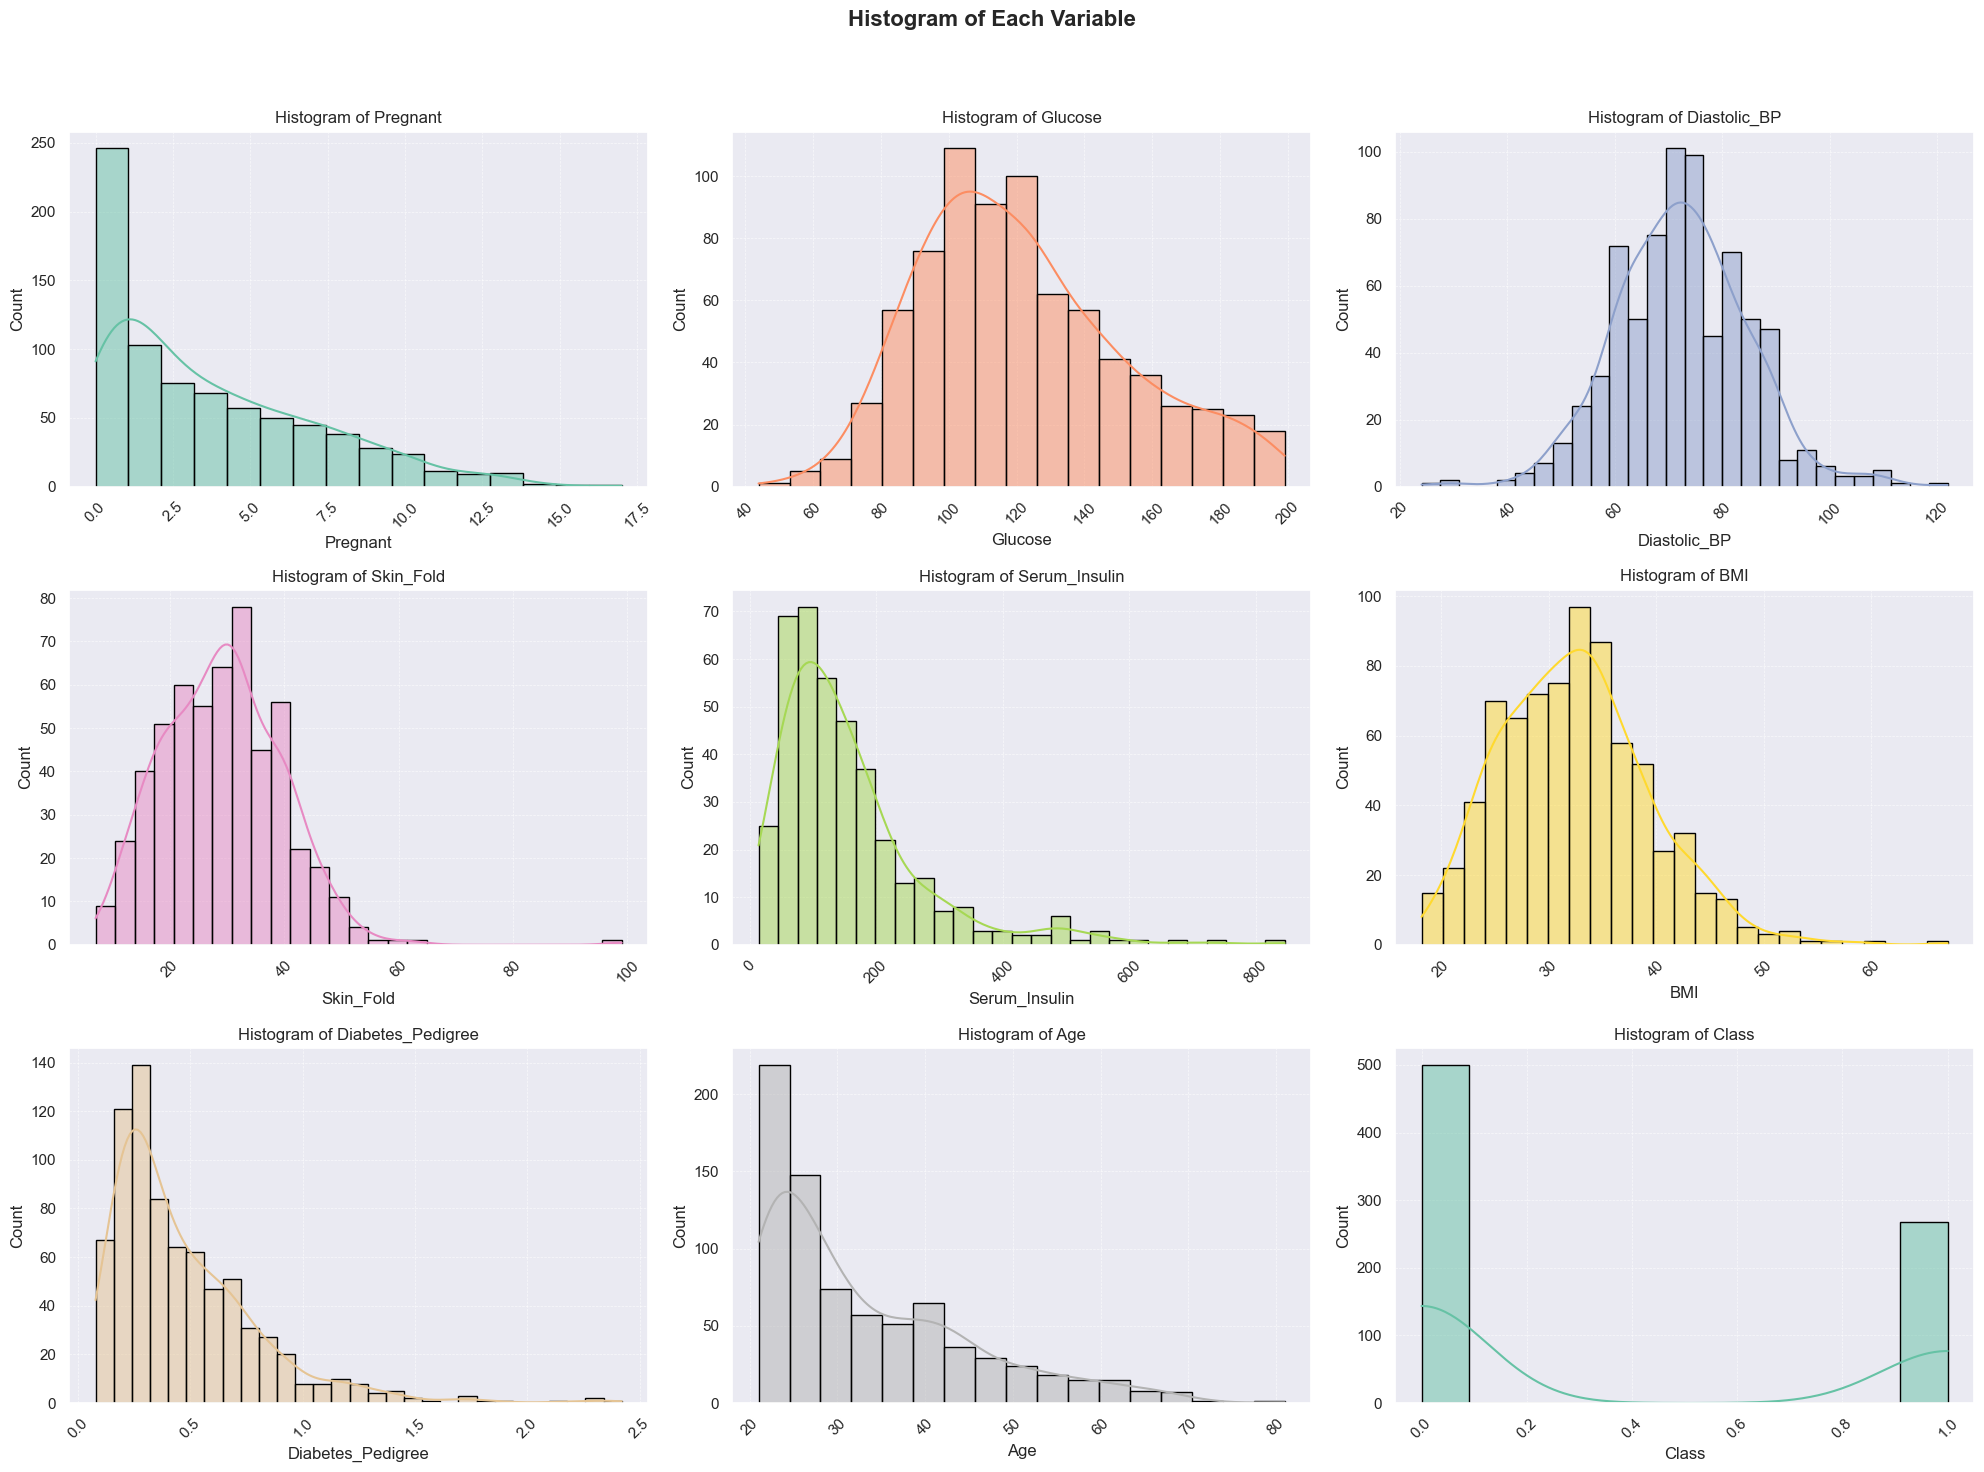 Histogram of Each Variable
Histogram of Pregnant
Count
250
200
150
100
50
0
0.0 2.5 5.0 7.5 10.0 12.5 15.0 17.5
Pregnant
Histogram of Glucose
Count
100
80
60
40
20
0
40 60 80 100 120 140 160 180 200
Glucose
Histogram of Diastolic_BP
Count
100
80
60
40
20
0
20 40 60 80 100 120
Diastolic_BP
Histogram of Skin_Fold
Count
80
70
60
50
40
30
20
10
0
20 40 60 80 100
Skin_Fold
Histogram of Serum_Insulin
Count
70
60
50
40
30
20
10
0
0 200 400 600 800
Serum_Insulin
Histogram of BMI
Count
100
80
60
40
20
0
20 30 40 50 60
BMI
Histogram of Diabetes_Pedigree
Count
140
120
100
80
60
40
20
0
0.0 0.5 1.0 1.5 2.0 2.5
Diabetes_Pedigree
Histogram of Age
Count
200
150
100
50
0
20 30 40 50 60 70 80
Age
Histogram of Class
Count
500
400
300
200
100
0
0.0 0.2 0.4 0.6 0.8 1.0
Class